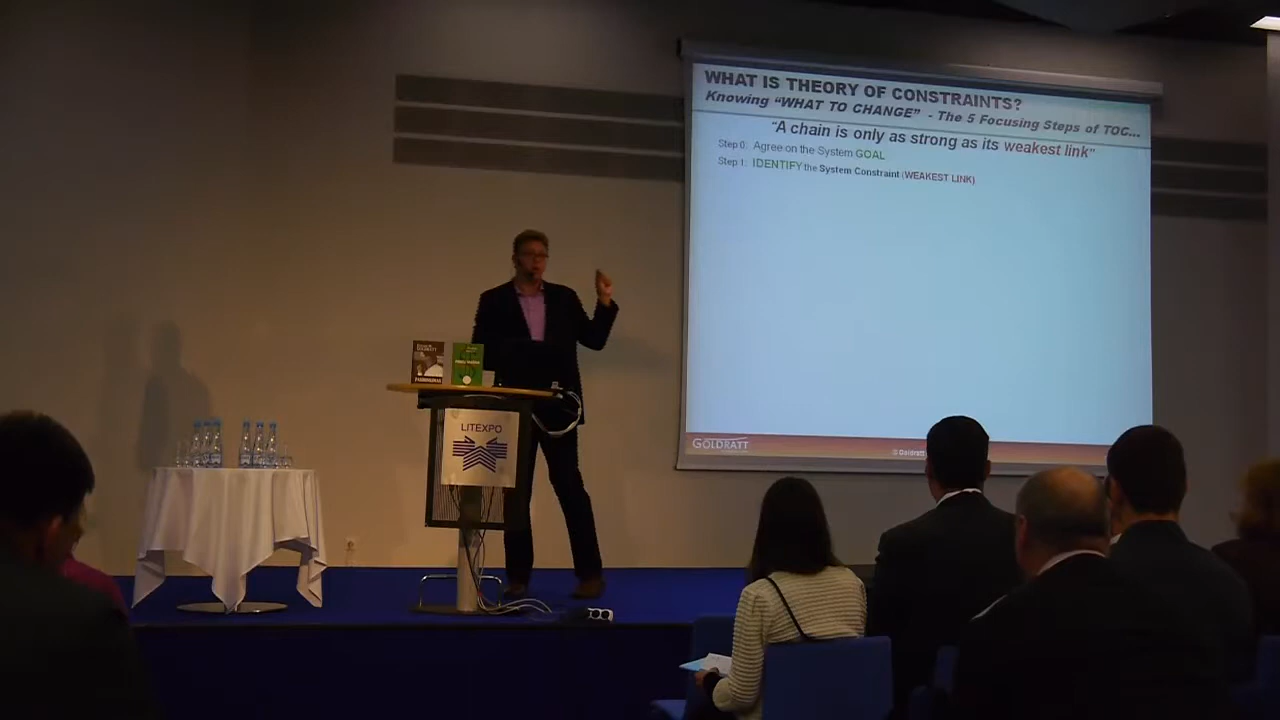 WHAT IS THEORY OF CONSTRAINTS?
Knowing "WHAT TO CHANGE" - The 5 Focusing Steps of TOC...
"A chain is only as strong as its weakest link"
Step 0: Agree on the System GOAL
Step 1: IDENTIFY the System Constraint (WEAKEST LINK)
GOLDRATT
© Goldratt
LITEXPO
GOLDRATT